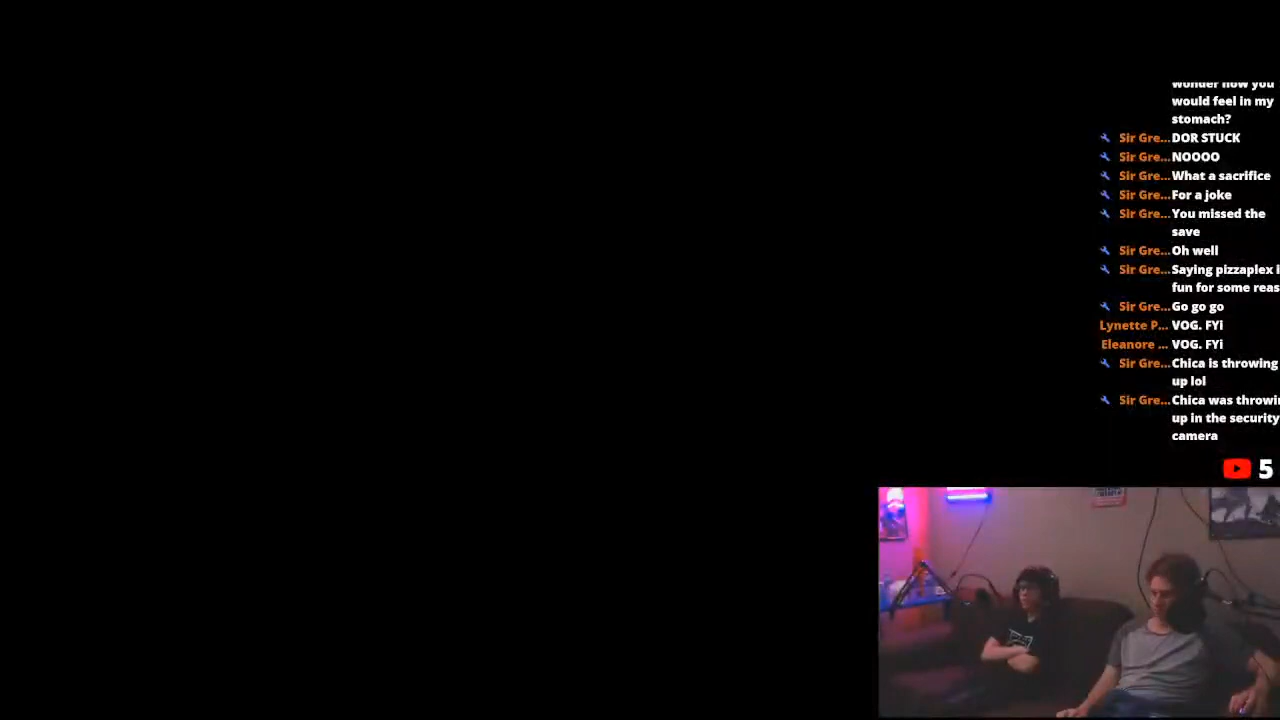 wonder how you
would feel in my
stomach?
Sir Gre... DOR STUCK
Sir Gre... NOOOO
Sir Gre... What a sacrifice
Sir Gre... For a joke
Sir Gre... You missed the
save
Sir Gre... Oh well
Sir Gre... Saying pizzaplex i
fun for some reas
Sir Gre... Go go go
Lynette P... VOG. FYi
Eleanore ... VOG. FYi
Sir Gre... Chica is throwing
up lol
Sir Gre... Chica was throwi
up in the security
camera
5